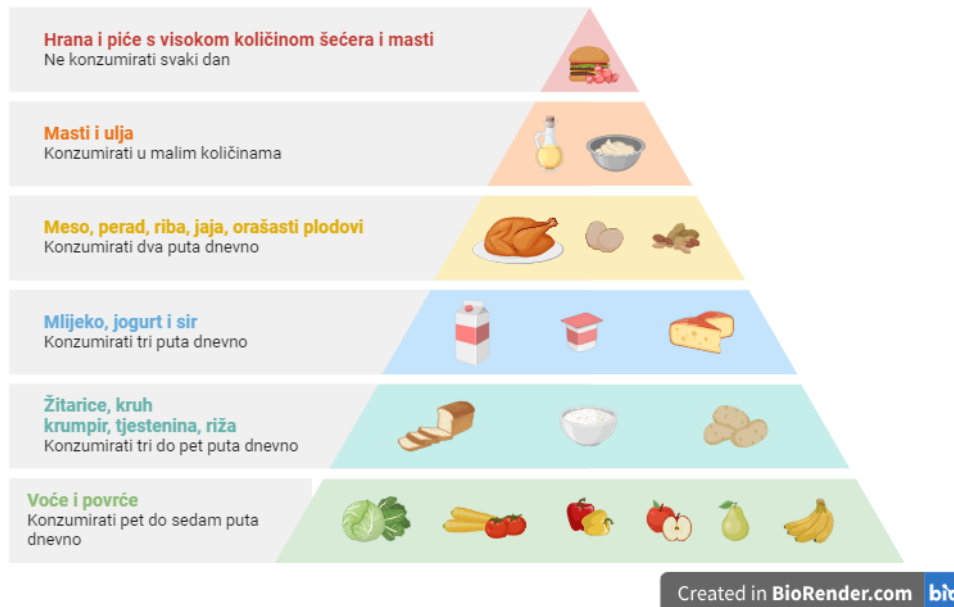 Hrana i piće s visokom količinom šećera i masti
Ne konzumirati svaki dan
Masti i ulja
Konzumirati u malim količinama
Meso, perad, riba, jaja, orašasti plodovi
Konzumirati dva puta dnevno
Mlijeko, jogurt i sir
Konzumirati tri puta dnevno
Žitarice, kruh
krumpir, tjestenina, riža
Konzumirati tri do pet puta dnevno
Voće i povrće
Konzumirati pet do sedam puta
dnevno
Created in BioRender.com